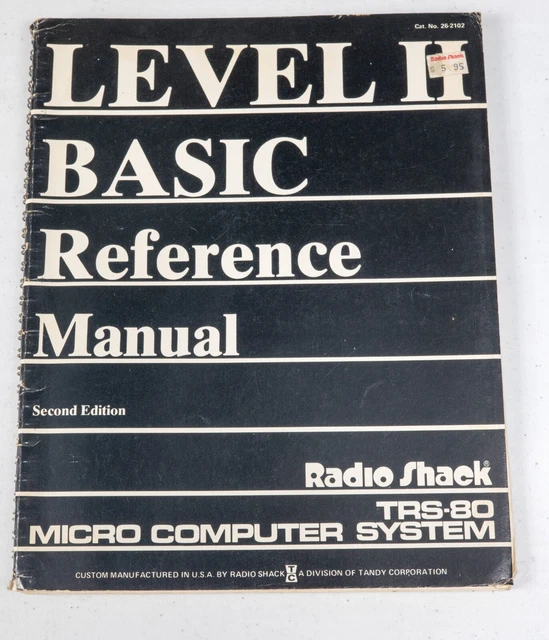 Cat. No. 26-2102
LEVEL II
Radio Shack
$ 5.95
BASIC
Reference
Manual
Second Edition
Radio Shack®
TRS-80
MICRO COMPUTER SYSTEM
CUSTOM MANUFACTURED IN U.S.A. BY RADIO SHACK TC A DIVISION OF TANDY CORPORATION